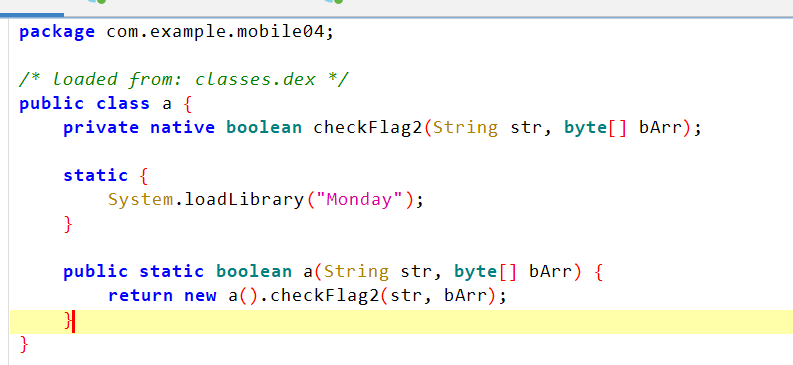 package com.example.mobile04;
/* loaded from: classes.dex */
public class a {
private native boolean checkFlag2(String str, byte[] bArr);
static {
System.loadLibrary("Monday");
}
public static boolean a(String str, byte[] bArr) {
return new a().checkFlag2(str, bArr);
}
}